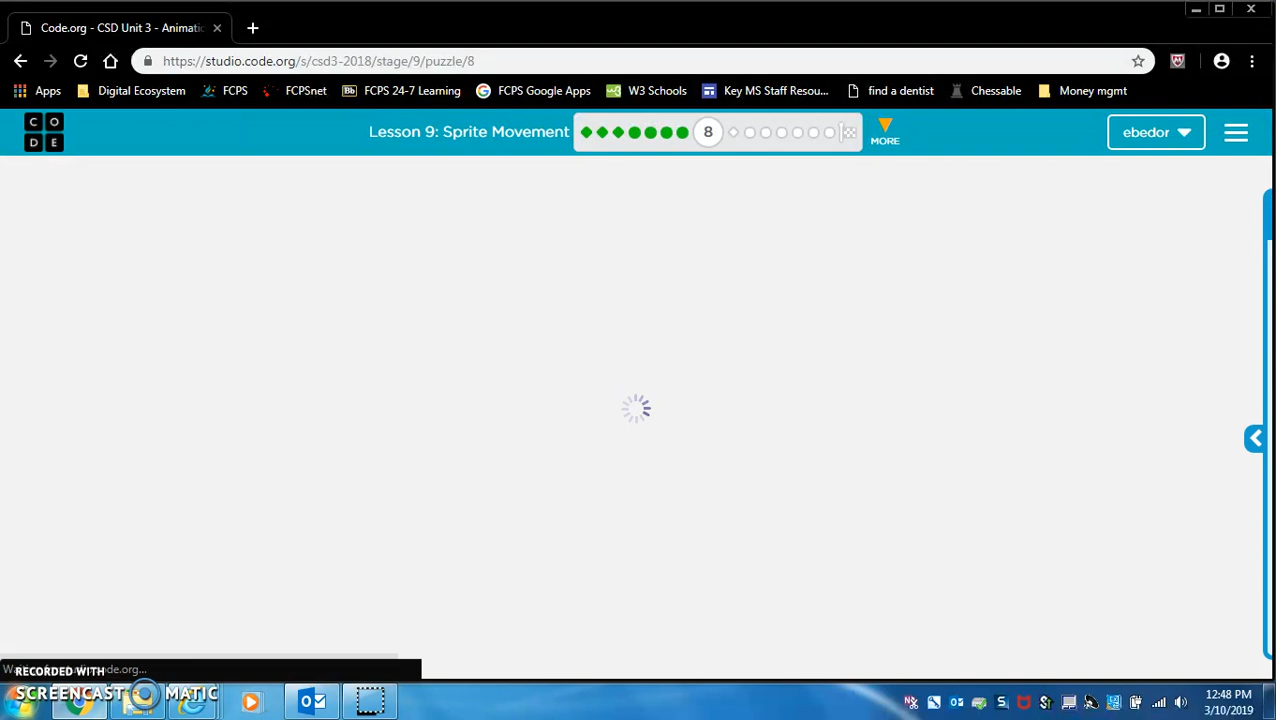 Code.org - CSD Unit 3 - Animatio
https://studio.code.org/s/csd3-2018/stage/9/puzzle/8
Apps Digital Ecosystem FCPS FCPSnet Bb FCPS 24-7 Learning FCPS Google Apps W3 Schools Key MS Staff Resou... find a dentist Chessable Money mgmt
C O D E
Lesson 9: Sprite Movement 8 MORE ebedor
RECORDED WITH
SCREENCAST MATIC
12:48 PM
3/10/2019